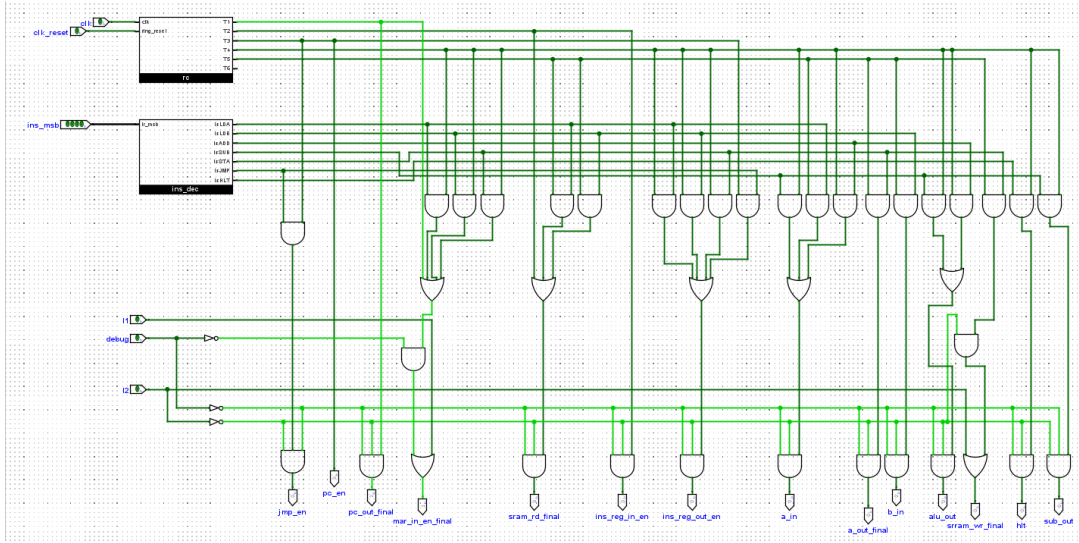 clk
clk_reset
clk
ring_reset
T1
T2
T3
T4
T5
T6
rc
ins_msb
ir_msb
isLDA
isLDB
isADD
isSUB
isSTA
isJMP
isHLT
ins_dec
I1
debug
I2
jmp_en
pc_en
pc_out_final
mar_in_en_final
sram_rd_final
ins_reg_in_en
ins_reg_out_en
a_in
a_out_final
b_in
alu_out
srram_wr_final
hlt
sub_out